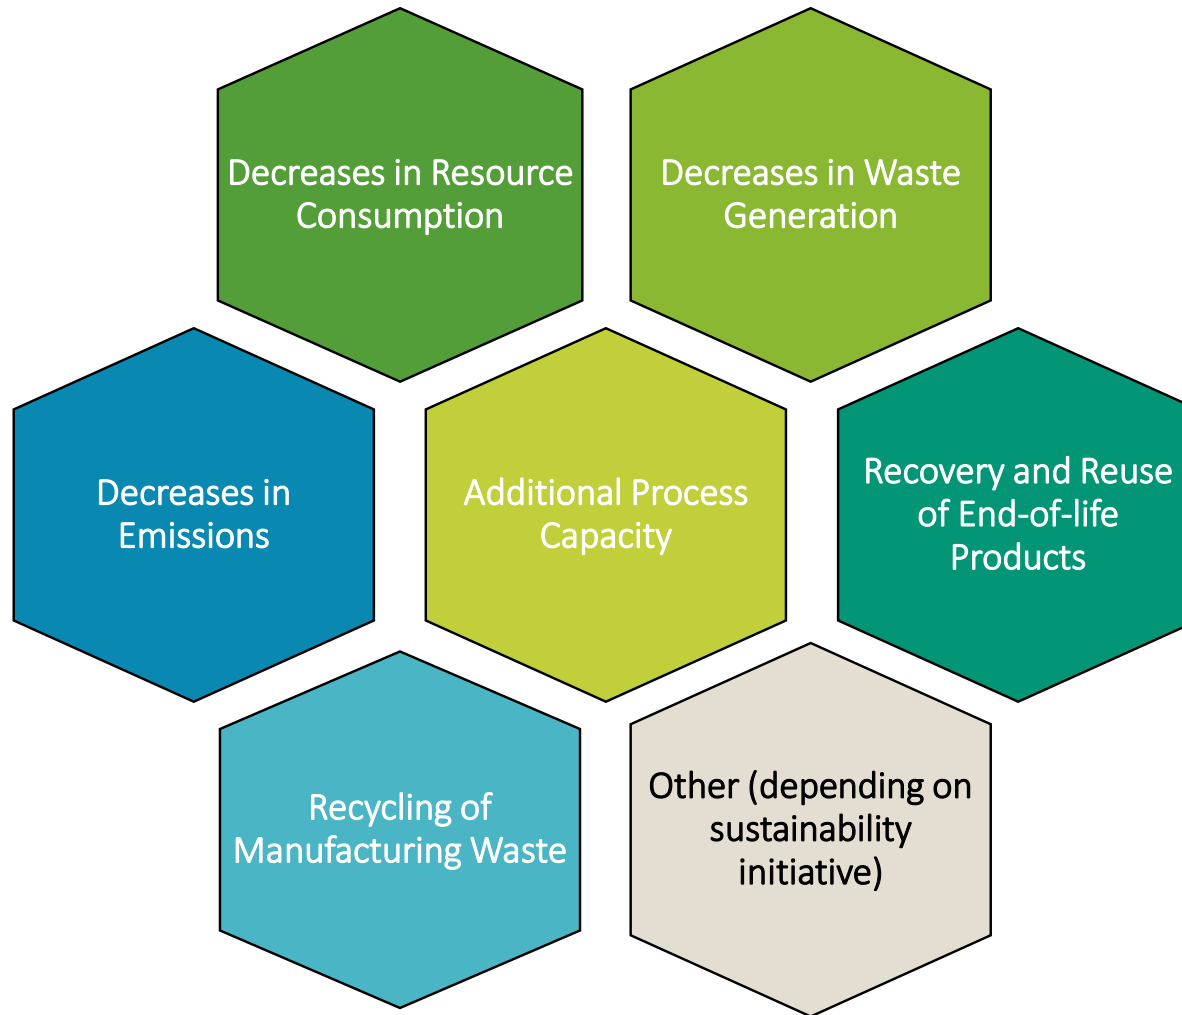 Decreases in Resource
Consumption
Decreases in Waste
Generation
Decreases in
Emissions
Additional Process
Capacity
Recovery and Reuse
of End-of-life
Products
Recycling of
Manufacturing Waste
Other (depending on
sustainability
initiative)